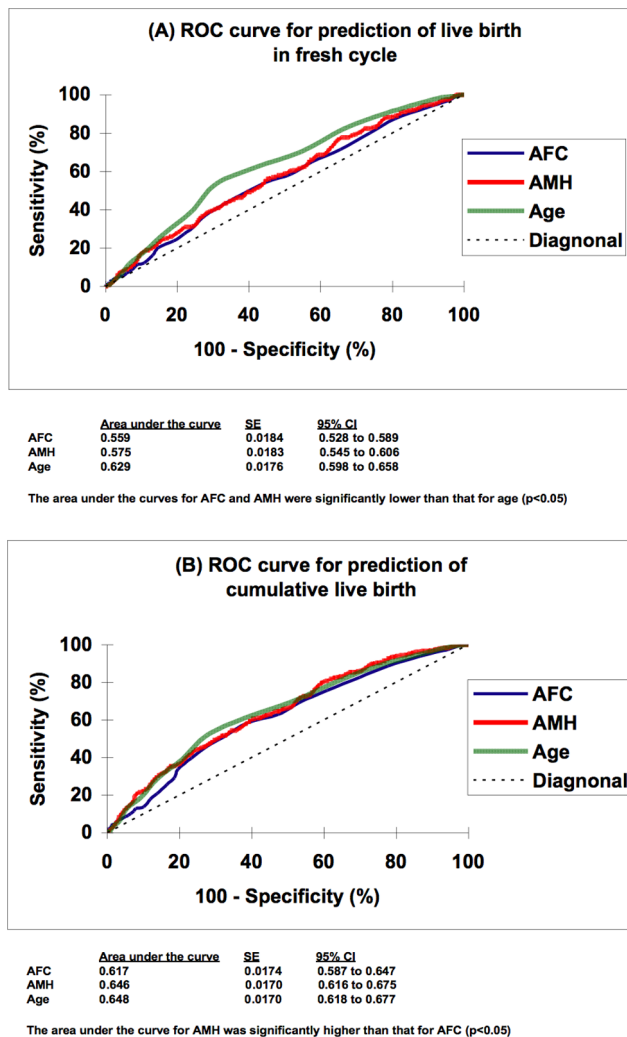 (A) ROC curve for prediction of live birth
in fresh cycle
100
80
60
40
20
0
Sensitivity (%)
0 20 40 60 80 100
100 - Specificity (%)
AFC
AMH
Age
Diagnonal
Area under the curve SE 95% CI
AFC 0.559 0.0184 0.528 to 0.589
AMH 0.575 0.0183 0.545 to 0.606
Age 0.629 0.0176 0.598 to 0.658
The area under the curves for AFC and AMH were significantly lower than that for age (p<0.05)
(B) ROC curve for prediction of
cumulative live birth
100
80
60
40
20
0
Sensitivity (%)
0 20 40 60 80 100
100 - Specificity (%)
AFC
AMH
Age
Diagnonal
Area under the curve SE 95% CI
AFC 0.617 0.0174 0.587 to 0.647
AMH 0.646 0.0170 0.616 to 0.675
Age 0.648 0.0170 0.618 to 0.677
The area under the curve for AMH was significantly higher than that for AFC (p<0.05)